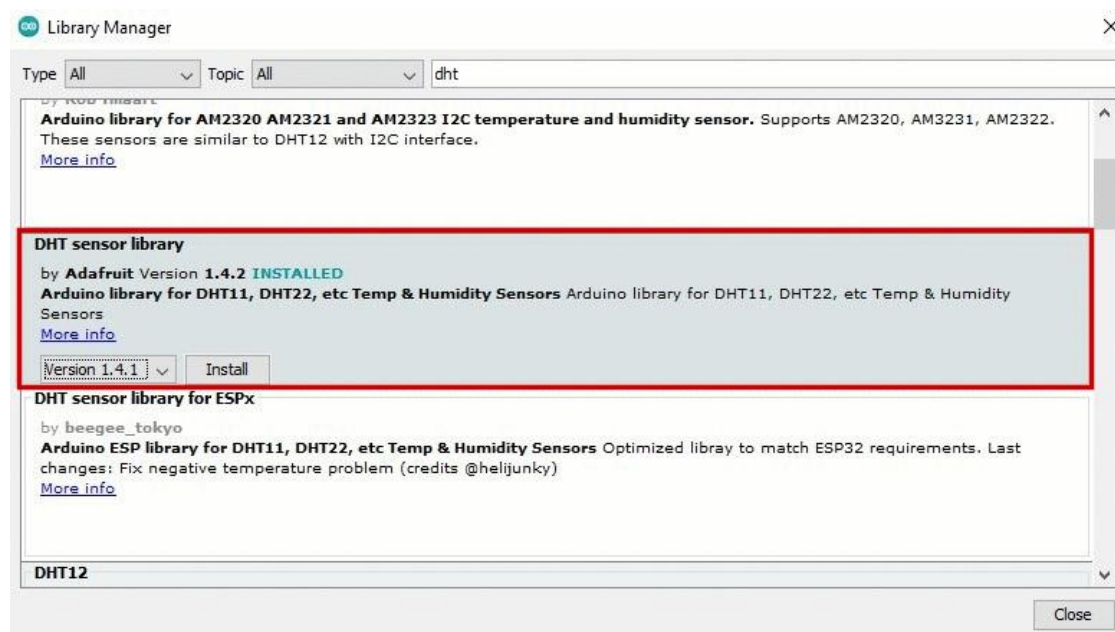 Library Manager
Type All Topic All dht
by Rob Tillaart
Arduino library for AM2320 AM2321 and AM2323 I2C temperature and humidity sensor. Supports AM2320, AM3231, AM2322.
These sensors are similar to DHT12 with I2C interface.
More info
DHT sensor library
by Adafruit Version 1.4.2 INSTALLED
Arduino library for DHT11, DHT22, etc Temp & Humidity Sensors Arduino library for DHT11, DHT22, etc Temp & Humidity
Sensors
More info
Version 1.4.1 Install
DHT sensor library for ESPx
by beegee_tokyo
Arduino ESP library for DHT11, DHT22, etc Temp & Humidity Sensors Optimized libray to match ESP32 requirements. Last
changes: Fix negative temperature problem (credits @helijunky)
More info
DHT12
Close